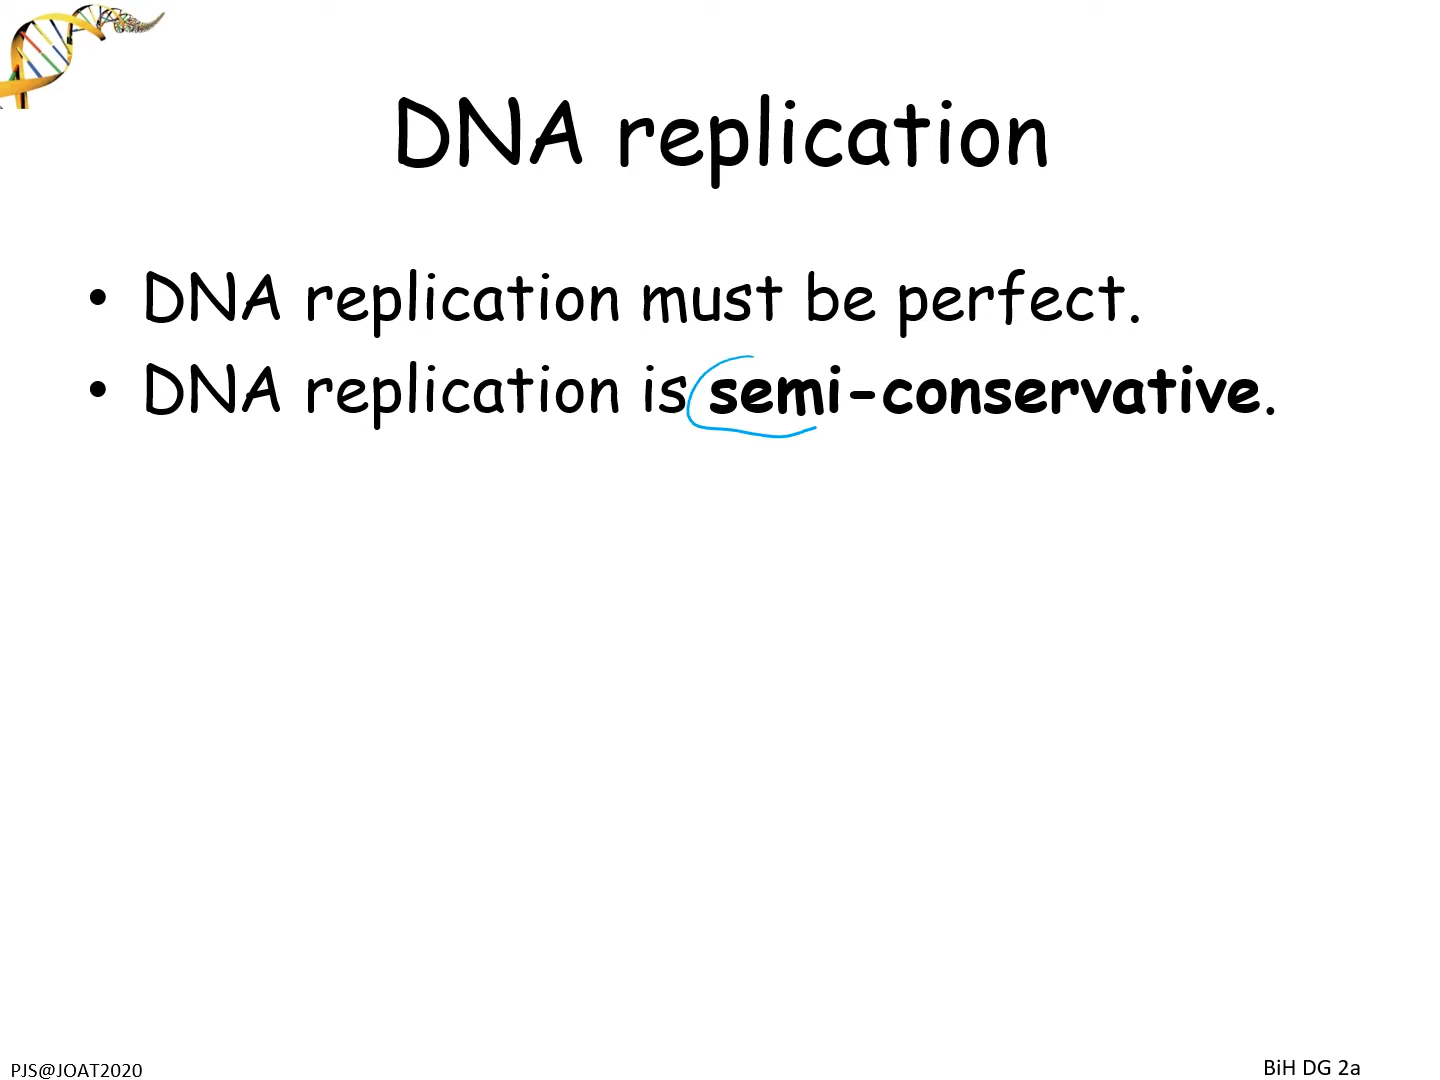 DNA replication
• DNA replication must be perfect.
• DNA replication is semi-conservative.
PJS@JOAT2020
BiH DG 2a